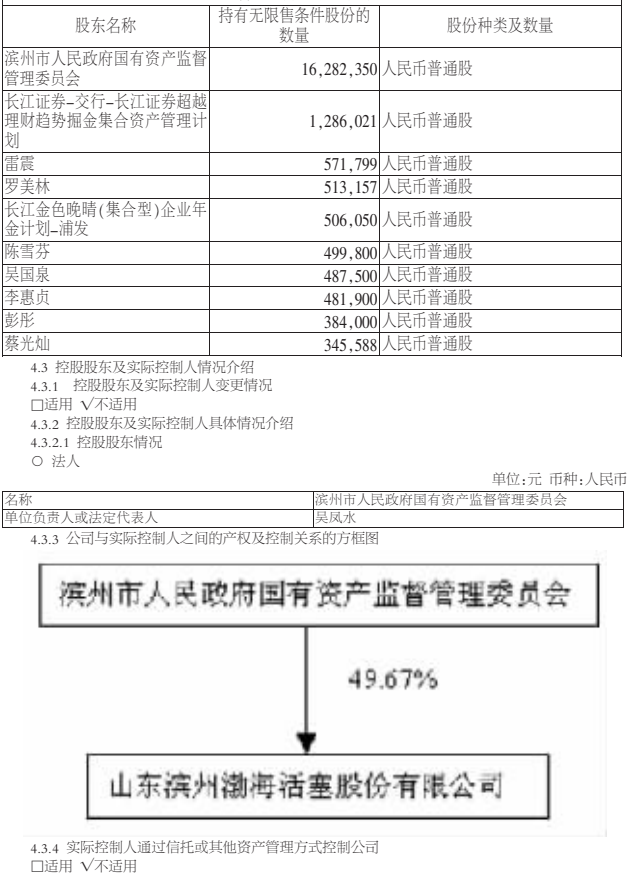 股东名称
持有无限售条件股份的
数量
股份种类及数量
滨州市人民政府国有资产监督
管理委员会
16,282,350
人民币普通股
长江证券–交行–长江证券超越
理财趋势掘金集合资产管理计
划
1,286,021
人民币普通股
雷震
571,799
人民币普通股
罗美林
513,157
人民币普通股
长江金色晚晴(集合型)企业年
金计划–浦发
506,050
人民币普通股
陈雪芬
499,800
人民币普通股
吴国泉
487,500
人民币普通股
李惠贞
481,900
人民币普通股
彭彤
384,000
人民币普通股
蔡光灿
345,588
人民币普通股
4.3 控股股东及实际控制人情况介绍
4.3.1 控股股东及实际控制人变更情况
□适用 √不适用
4.3.2 控股股东及实际控制人具体情况介绍
4.3.2.1 控股股东情况
○ 法人
单位:元 币种:人民币
名称
滨州市人民政府国有资产监督管理委员会
单位负责人或法定代表人
吴凤水
4.3.3 公司与实际控制人之间的产权及控制关系的方框图
滨州市人民政府国有资产监督管理委员会
49.67%
山东滨州渤海活塞股份有限公司
4.3.4 实际控制人通过信托或其他资产管理方式控制公司
□适用 √不适用